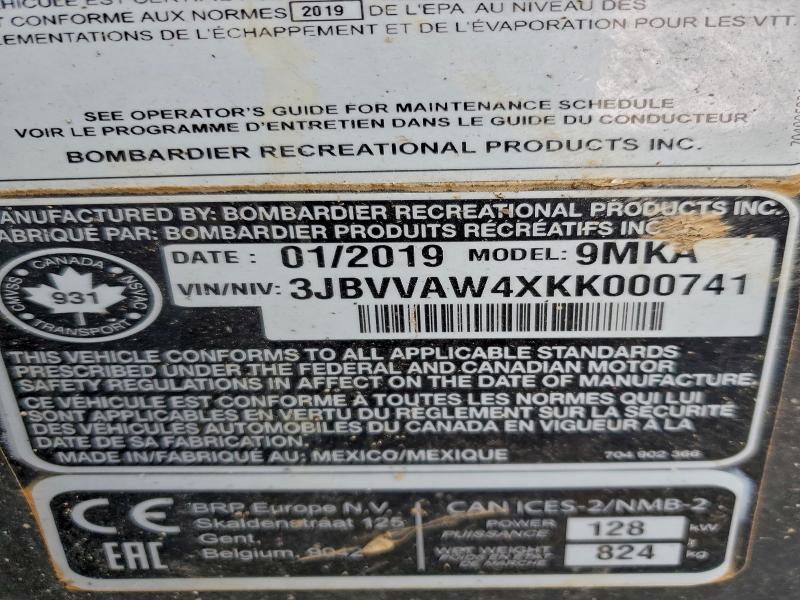 T CONFORME AUX NORMES 2019 DE L'EPA AU NIVEAU DES
LEMENTATIONS DE L'ÉCHAPPEMENT ET DE L'ÉVAPORATION POUR LES VTT.
SEE OPERATOR'S GUIDE FOR MAINTENANCE SCHEDULE
VOIR LE PROGRAMME D'ENTRETIEN DANS LE GUIDE DU CONDUCTEUR
BOMBARDIER RECREATIONAL PRODUCTS INC.
ANUFACTURED BY: BOMBARDIER RECREATIONAL PRODUCTS INC.
ABRIQUÉ PAR: BOMBARDIER PRODUITS RÉCRÉATIFS INC.
DATE : 01/2019 MODEL: 9MKA
VIN/NIV: 3JBVVAW4XKK000741
CANADA
CMVSS 931 NSVAC
TRANSPORT
THIS VEHICLE CONFORMS TO ALL APPLICABLE STANDARDS
PRESCRIBED UNDER THE FEDERAL AND CANADIAN MOTOR
SAFETY REGULATIONS IN AFFECT ON THE DATE OF MANUFACTURE.
CE VÉHICULE EST CONFORME À TOUTES LES NORMES QUI LUI
SONT APPLICABLES EN VERTU DU RÈGLEMENT SUR LA SÉCURITÉ
DES VÉHICULES AUTOMOBILES DU CANADA EN VIGUEUR À LA
DATE DE SA FABRICATION.
MADE IN/FABRIQUÉ AU: MEXICO/MEXIQUE 704 902 366
CE
EAC
BRP Europe N.V.
Skaldenstraat 125
Gent,
Belgium, 9042
CAN ICES-2/NMB-2
POWER
PUISSANCE 128 kW
WET WEIGHT 824 kg